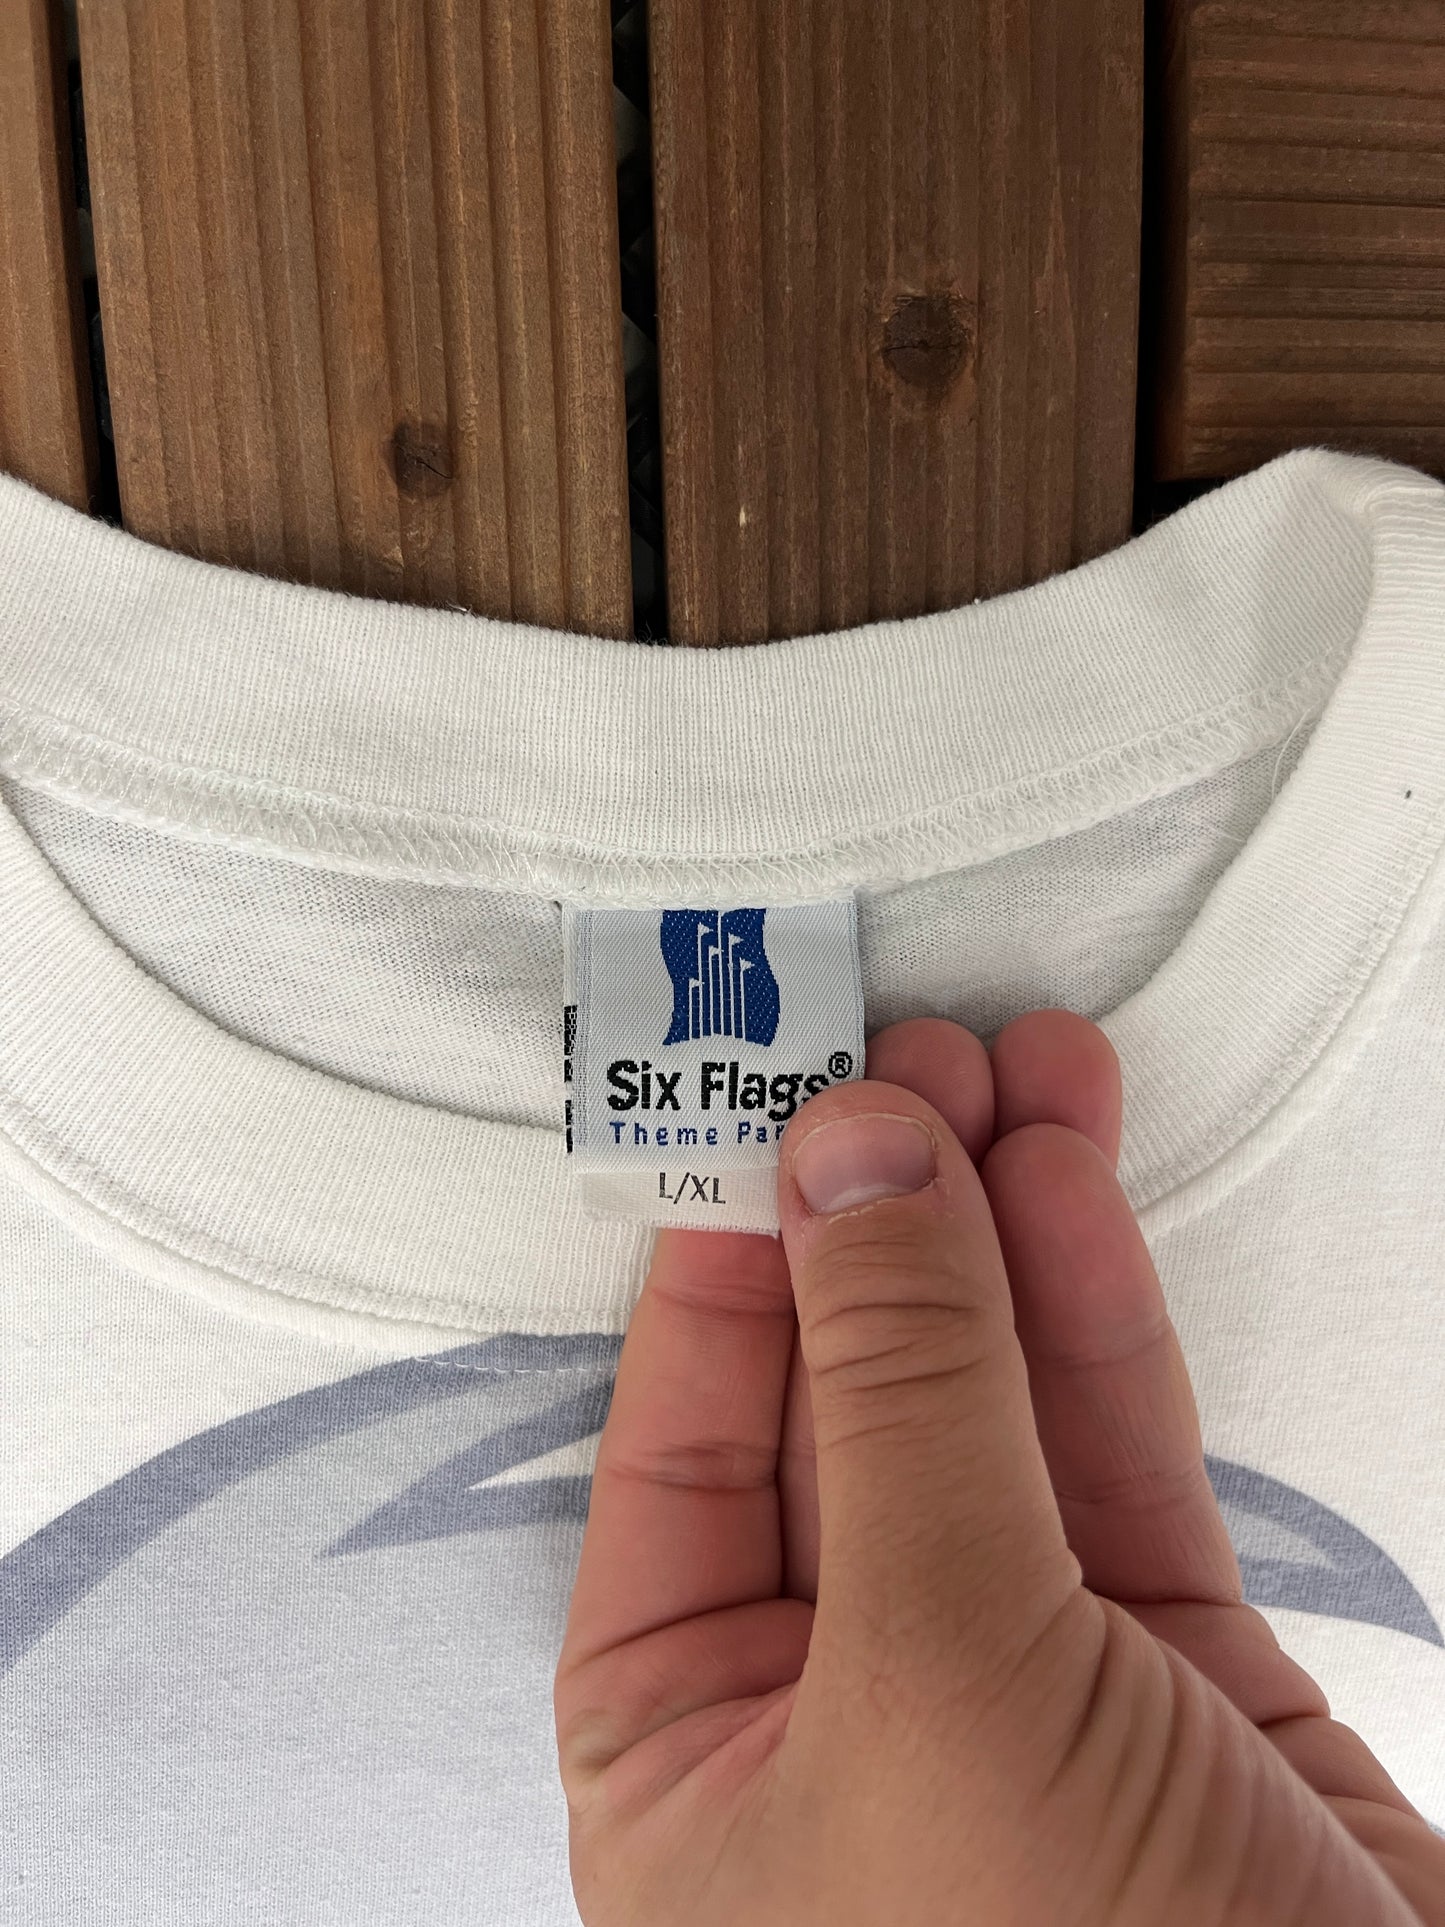 Six Flags®
Theme Par
L/XL